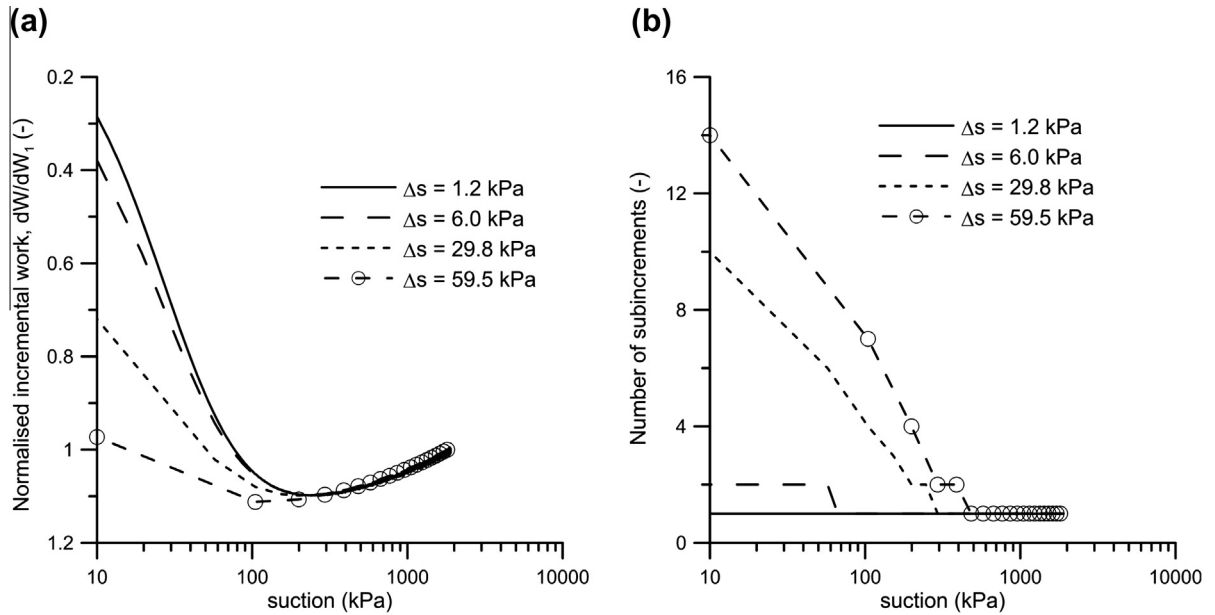 (a)
0.2
0.4
0.6
0.8
1
1.2
Normalised incremental work, dW/dW₁ (-)
Δs = 1.2 kPa
Δs = 6.0 kPa
Δs = 29.8 kPa
Δs = 59.5 kPa
10
100
1000
10000
suction (kPa)
(b)
16
12
8
4
0
Number of subincrements (-)
Δs = 1.2 kPa
Δs = 6.0 kPa
Δs = 29.8 kPa
Δs = 59.5 kPa
10
100
1000
10000
suction (kPa)